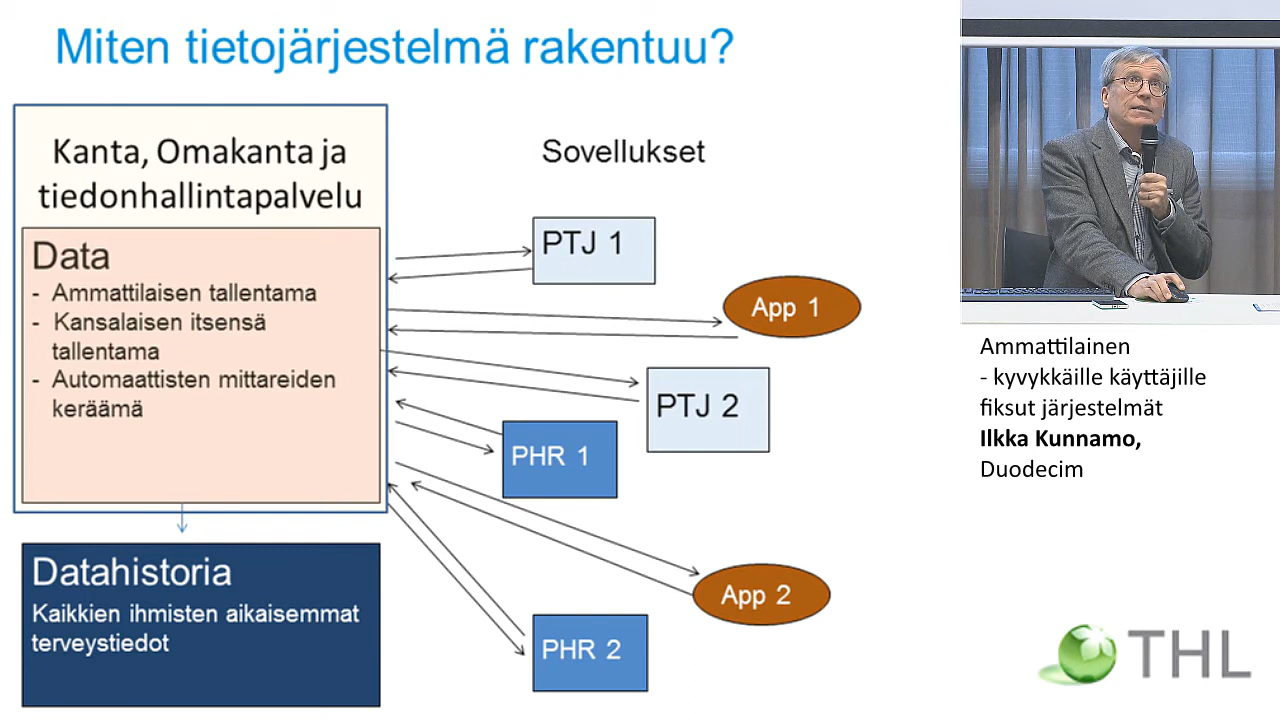 Miten tietojärjestelmä rakentuu?
Kanta, Omakanta ja
tiedonhallintapalvelu
Data
- Ammattilaisen tallentama
- Kansalaisen itsensä
tallentama
- Automaattisten mittareiden
keräämä
Datahistoria
Kaikkien ihmisten aikaisemmat
terveystiedot
Sovellukset
PTJ 1
App 1
PTJ 2
PHR 1
App 2
PHR 2
Ammattilainen
- kyvykkäille käyttäjille
fiksut järjestelmät
Ilkka Kunnamo,
Duodecim
THL